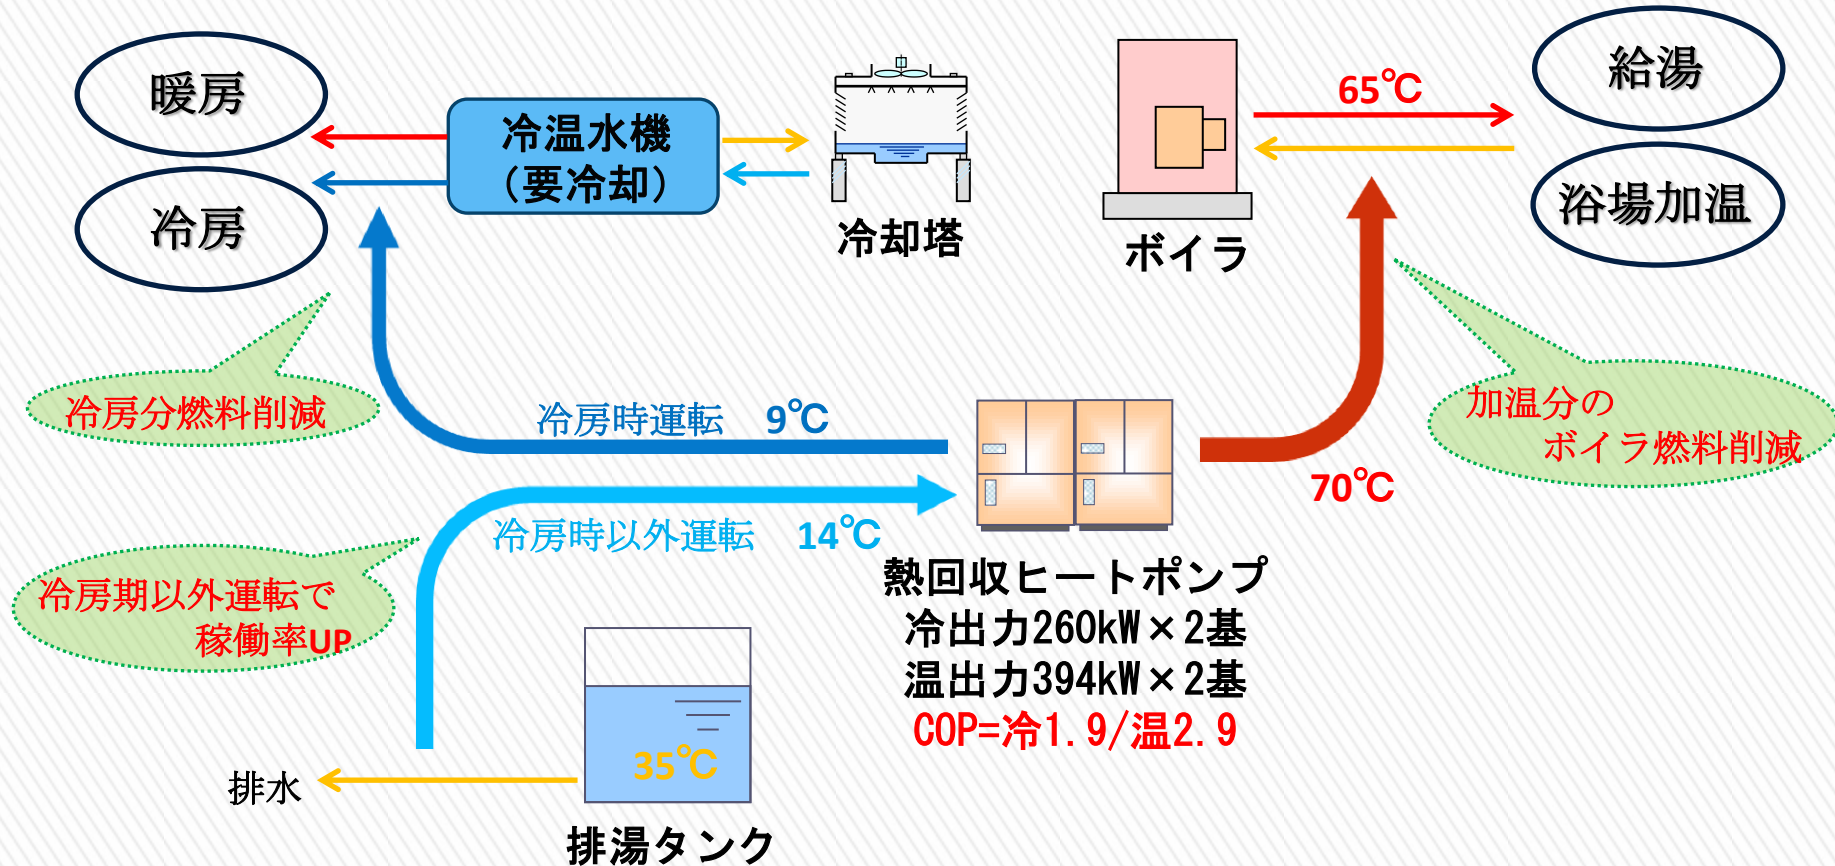 暖房
冷房
冷温水機
（要冷却）
冷却塔
ボイラ
65℃
給湯
浴場加温
冷房分燃料削減
冷房時運転　9℃
加温分の
ボイラ燃料削減
70℃
冷房時以外運転　14℃
冷房期以外運転で
稼働率UP
熱回収ヒートポンプ
冷出力260kW×2基
温出力394kW×2基
COP=冷1.9/温2.9
35℃
排水
排湯タンク